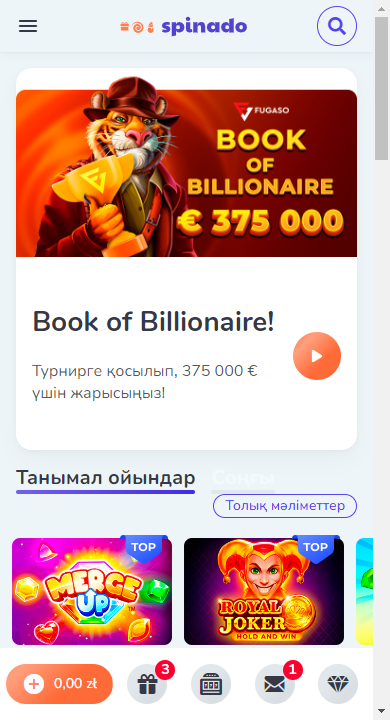 spinado
FUGASO
BOOK
OF
BILLIONAIRE
€ 375 000
Book of Billionaire!
Турнирге қосылып, 375 000 €
үшін жарысыңыз!
Танымал ойындар
Соңғы
Толық мәліметтер
TOP
MERGE
UP™
TOP
ROYAL
JOKER
HOLD AND WIN
0,00 zł
3
1